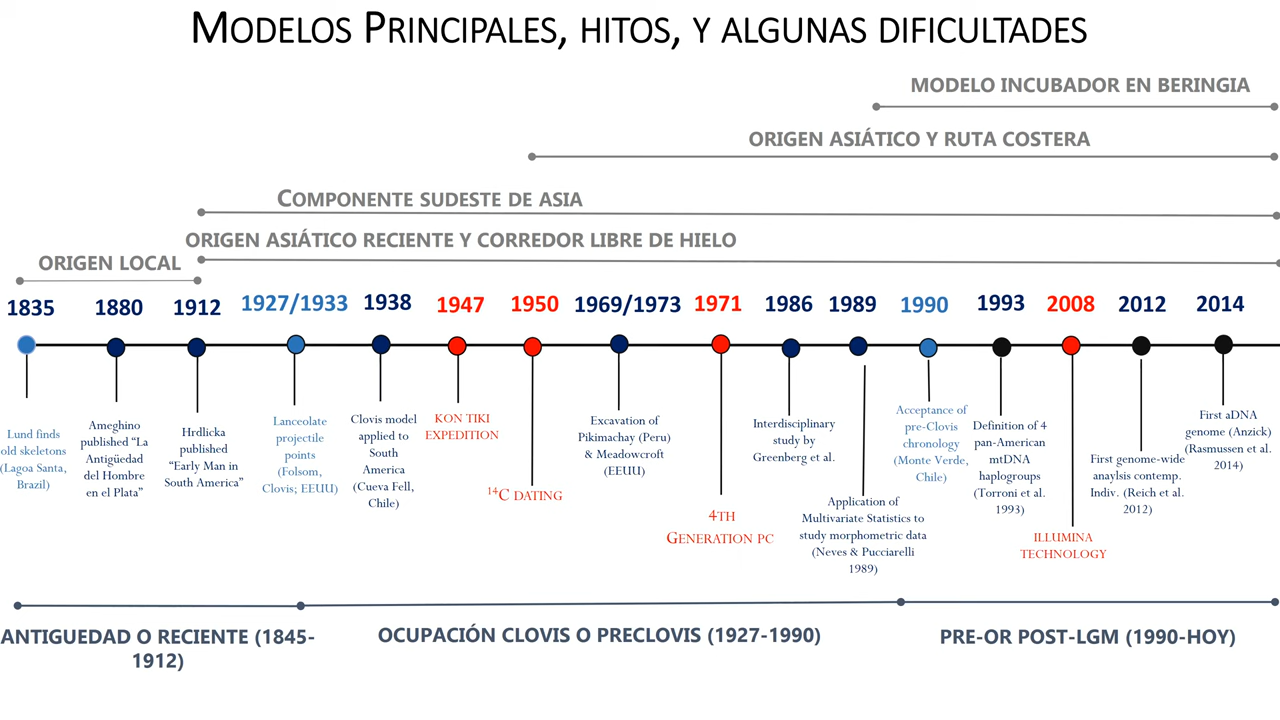 MODELOS PRINCIPALES, HITOS, Y ALGUNAS DIFICULTADES
MODELO INCUBADOR EN BERINGIA
ORIGEN ASIÁTICO Y RUTA COSTERA
COMPONENTE SUDESTE DE ASIA
ORIGEN ASIÁTICO RECIENTE Y CORREDOR LIBRE DE HIELO
ORIGEN LOCAL
1835
1880
1912
1927/1933
1938
1947
1950
1969/1973
1971
1986
1989
1990
1993
2008
2012
2014
Lund finds
old skeletons
(Lagoa Santa,
Brazil)
Ameghino
published “La
Antigüedad
del Hombre
en el Plata”
Hrdlicka
published
“Early Man in
South America”
Lanceolate
projectile
points
(Folsom,
Clovis; EEUU)
Clovis model
applied to
South
America
(Cueva Fell,
Chile)
KON TIKI
EXPEDITION
14C DATING
Excavation of
Pikimachay (Peru)
& Meadowcroft
(EEUU)
4TH
GENERATION PC
Interdisciplinary
study by
Greenberg et al.
Application of
Multivariate Statistics to
study morphometric data
(Neves & Pucciarelli
1989)
Acceptance of
pre-Clovis
chronology
(Monte Verde,
Chile)
Definition of 4
pan-American
mtDNA
haplogroups
(Torroni et al.
1993)
ILLUMINA
TECHNOLOGY
First genome-wide
anaylsis contemp.
Indiv. (Reich et al.
2012)
First aDNA
genome (Anzick)
(Rasmussen et al.
2014)
ANTIGUEDAD O RECIENTE (1845-
1912)
OCUPACIÓN CLOVIS O PRECLOVIS (1927-1990)
PRE-OR POST-LGM (1990-HOY)